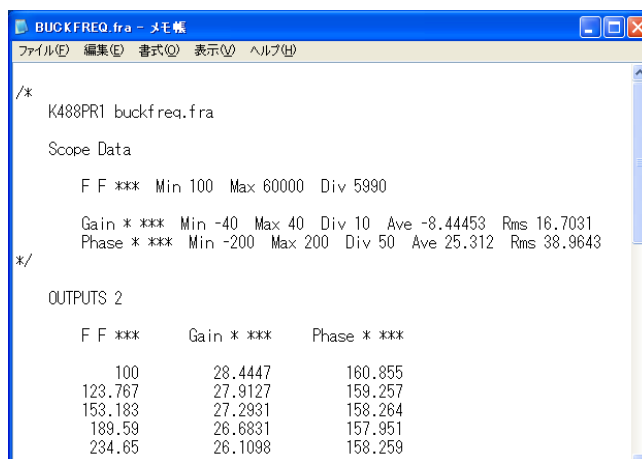 BUCKFREQ.fra - メモ帳
ファイル(F) 編集(E) 書式(O) 表示(V) ヘルプ(H)
/*
K488PR1 buckfreq.fra
Scope Data
F F *** Min 100 Max 60000 Div 5990
Gain * *** Min -40 Max 40 Div 10 Ave -8.44453 Rms 16.7031
Phase * *** Min -200 Max 200 Div 50 Ave 25.312 Rms 38.9643
*/
OUTPUTS 2
F F *** Gain * *** Phase * ***
100 28.4447 160.855
123.767 27.9127 159.257
153.183 27.2931 158.264
189.59 26.6831 157.951
234.65 26.1098 158.259